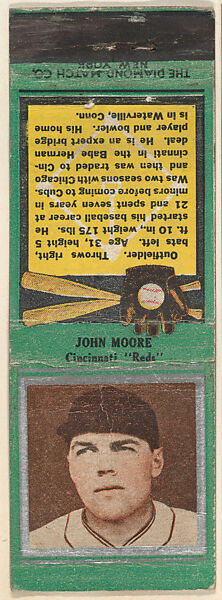 THE DIAMOND MATCH CO.
NEW YORK
Outfielder. Throws right,
bats left. Age 31, height 5
ft. 10 in., weight 175 lbs. He
started his baseball career at
21 and spent seven years in
minors before coming to Cubs.
Was two seasons with Chicago
and then was traded to Cin-
cinnati in the Babe Herman
deal. He is an expert bridge
player and bowler. His home
is in Waterville, Conn.
JOHN MOORE
Cincinnati "Reds"